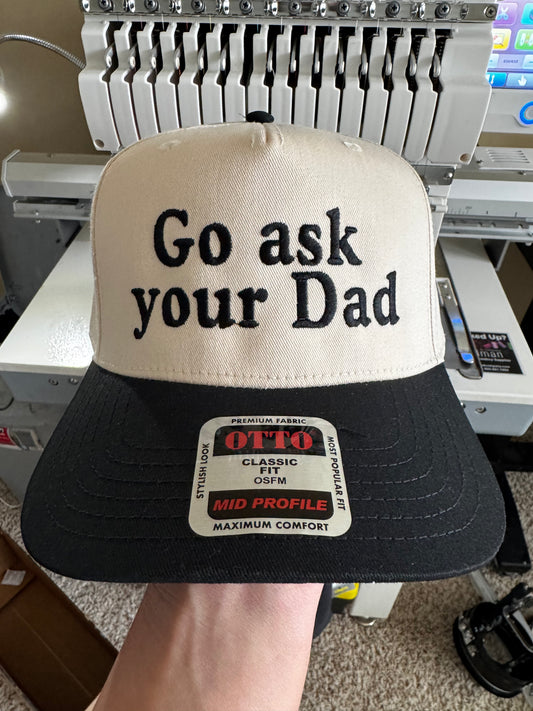 Go ask
your Dad
PREMIUM FABRIC
STYLISH LOOK
OTTO
CLASSIC
FIT
OSFM
MID PROFILE
MOST POPULAR FIT
MAXIMUM COMFORT